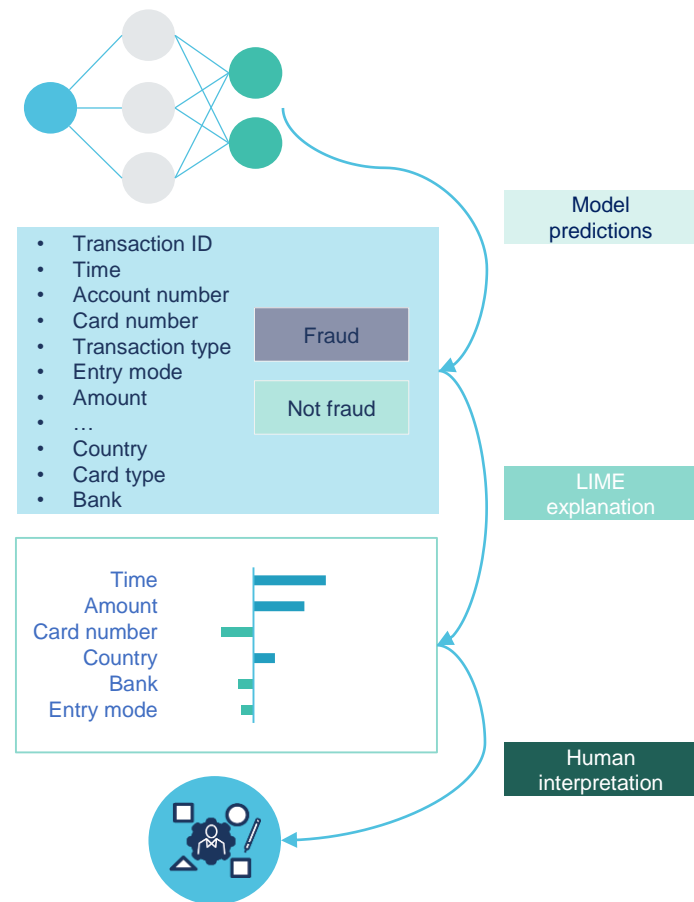 Model
predictions
• Transaction ID
• Time
• Account number
• Card number
• Transaction type
• Entry mode
• Amount
• …
• Country
• Card type
• Bank
Fraud
Not fraud
LIME
explanation
Time
Amount
Card number
Country
Bank
Entry mode
Human
interpretation